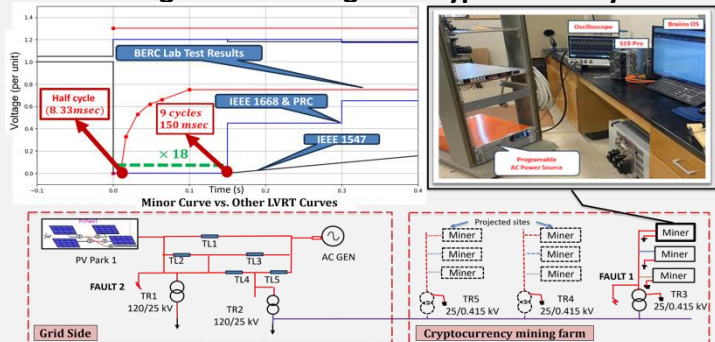 Voltage (per unit)
1.4
1.2
1.0
0.8
0.6
0.4
0.2
0.0
BERC Lab Test Results
Half cycle
(8.33msec)
9 cycles
150 msec
IEEE 1668 & PRC
IEEE 1547
× 18
0.0
0.1
0.2
0.3
0.4
Time (s)
Minor Curve vs. Other LVRT Curves
Oscilloscope
Braiins OS
S19 Pro
Programable
AC Power Source
PV Park 1
TL1
TL2
TL3
TL4
TL5
AC GEN
FAULT 2
TR1
120/25 kV
TR2
120/25 kV
Grid Side
Projected sites
Miner
Miner
Miner
Miner
Miner
Miner
Miner
Miner
Miner
FAULT 1
TR5
25/0.415 kV
TR4
25/0.415 kV
TR3
25/0.415 kV
Cryptocurrency mining farm